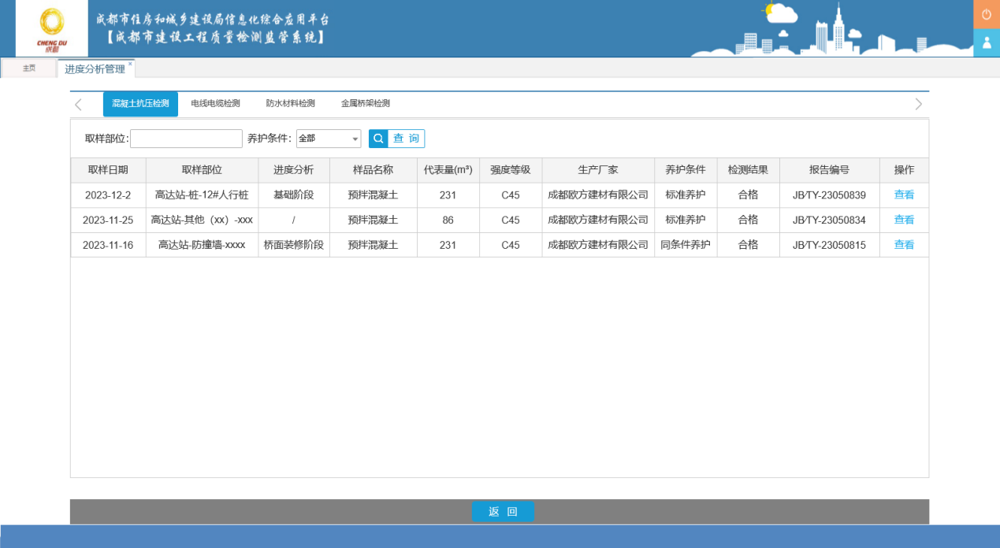 成都市住房和城乡建设局信息化综合应用平台
【成都市建设工程质量检测监管系统】
CHENG DU
成都
主页 进度分析管理 ×
混凝土抗压检测 电线电缆检测 防水材料检测 金属桥架检测
取样部位: 养护条件: 全部 查 询
取样日期 取样部位 进度分析 样品名称 代表量(m³) 强度等级 生产厂家 养护条件 检测结果 报告编号 操作
2023-12-2 高达站-桩-12#人行桩 基础阶段 预拌混凝土 231 C45 成都欧方建材有限公司 标准养护 合格 JB/TY-23050839 查看
2023-11-25 高达站-其他（xx）-xxx / 预拌混凝土 86 C45 成都欧方建材有限公司 标准养护 合格 JB/TY-23050834 查看
2023-11-16 高达站-防撞墙-xxxx 桥面装修阶段 预拌混凝土 231 C45 成都欧方建材有限公司 同条件养护 合格 JB/TY-23050815 查看
返 回